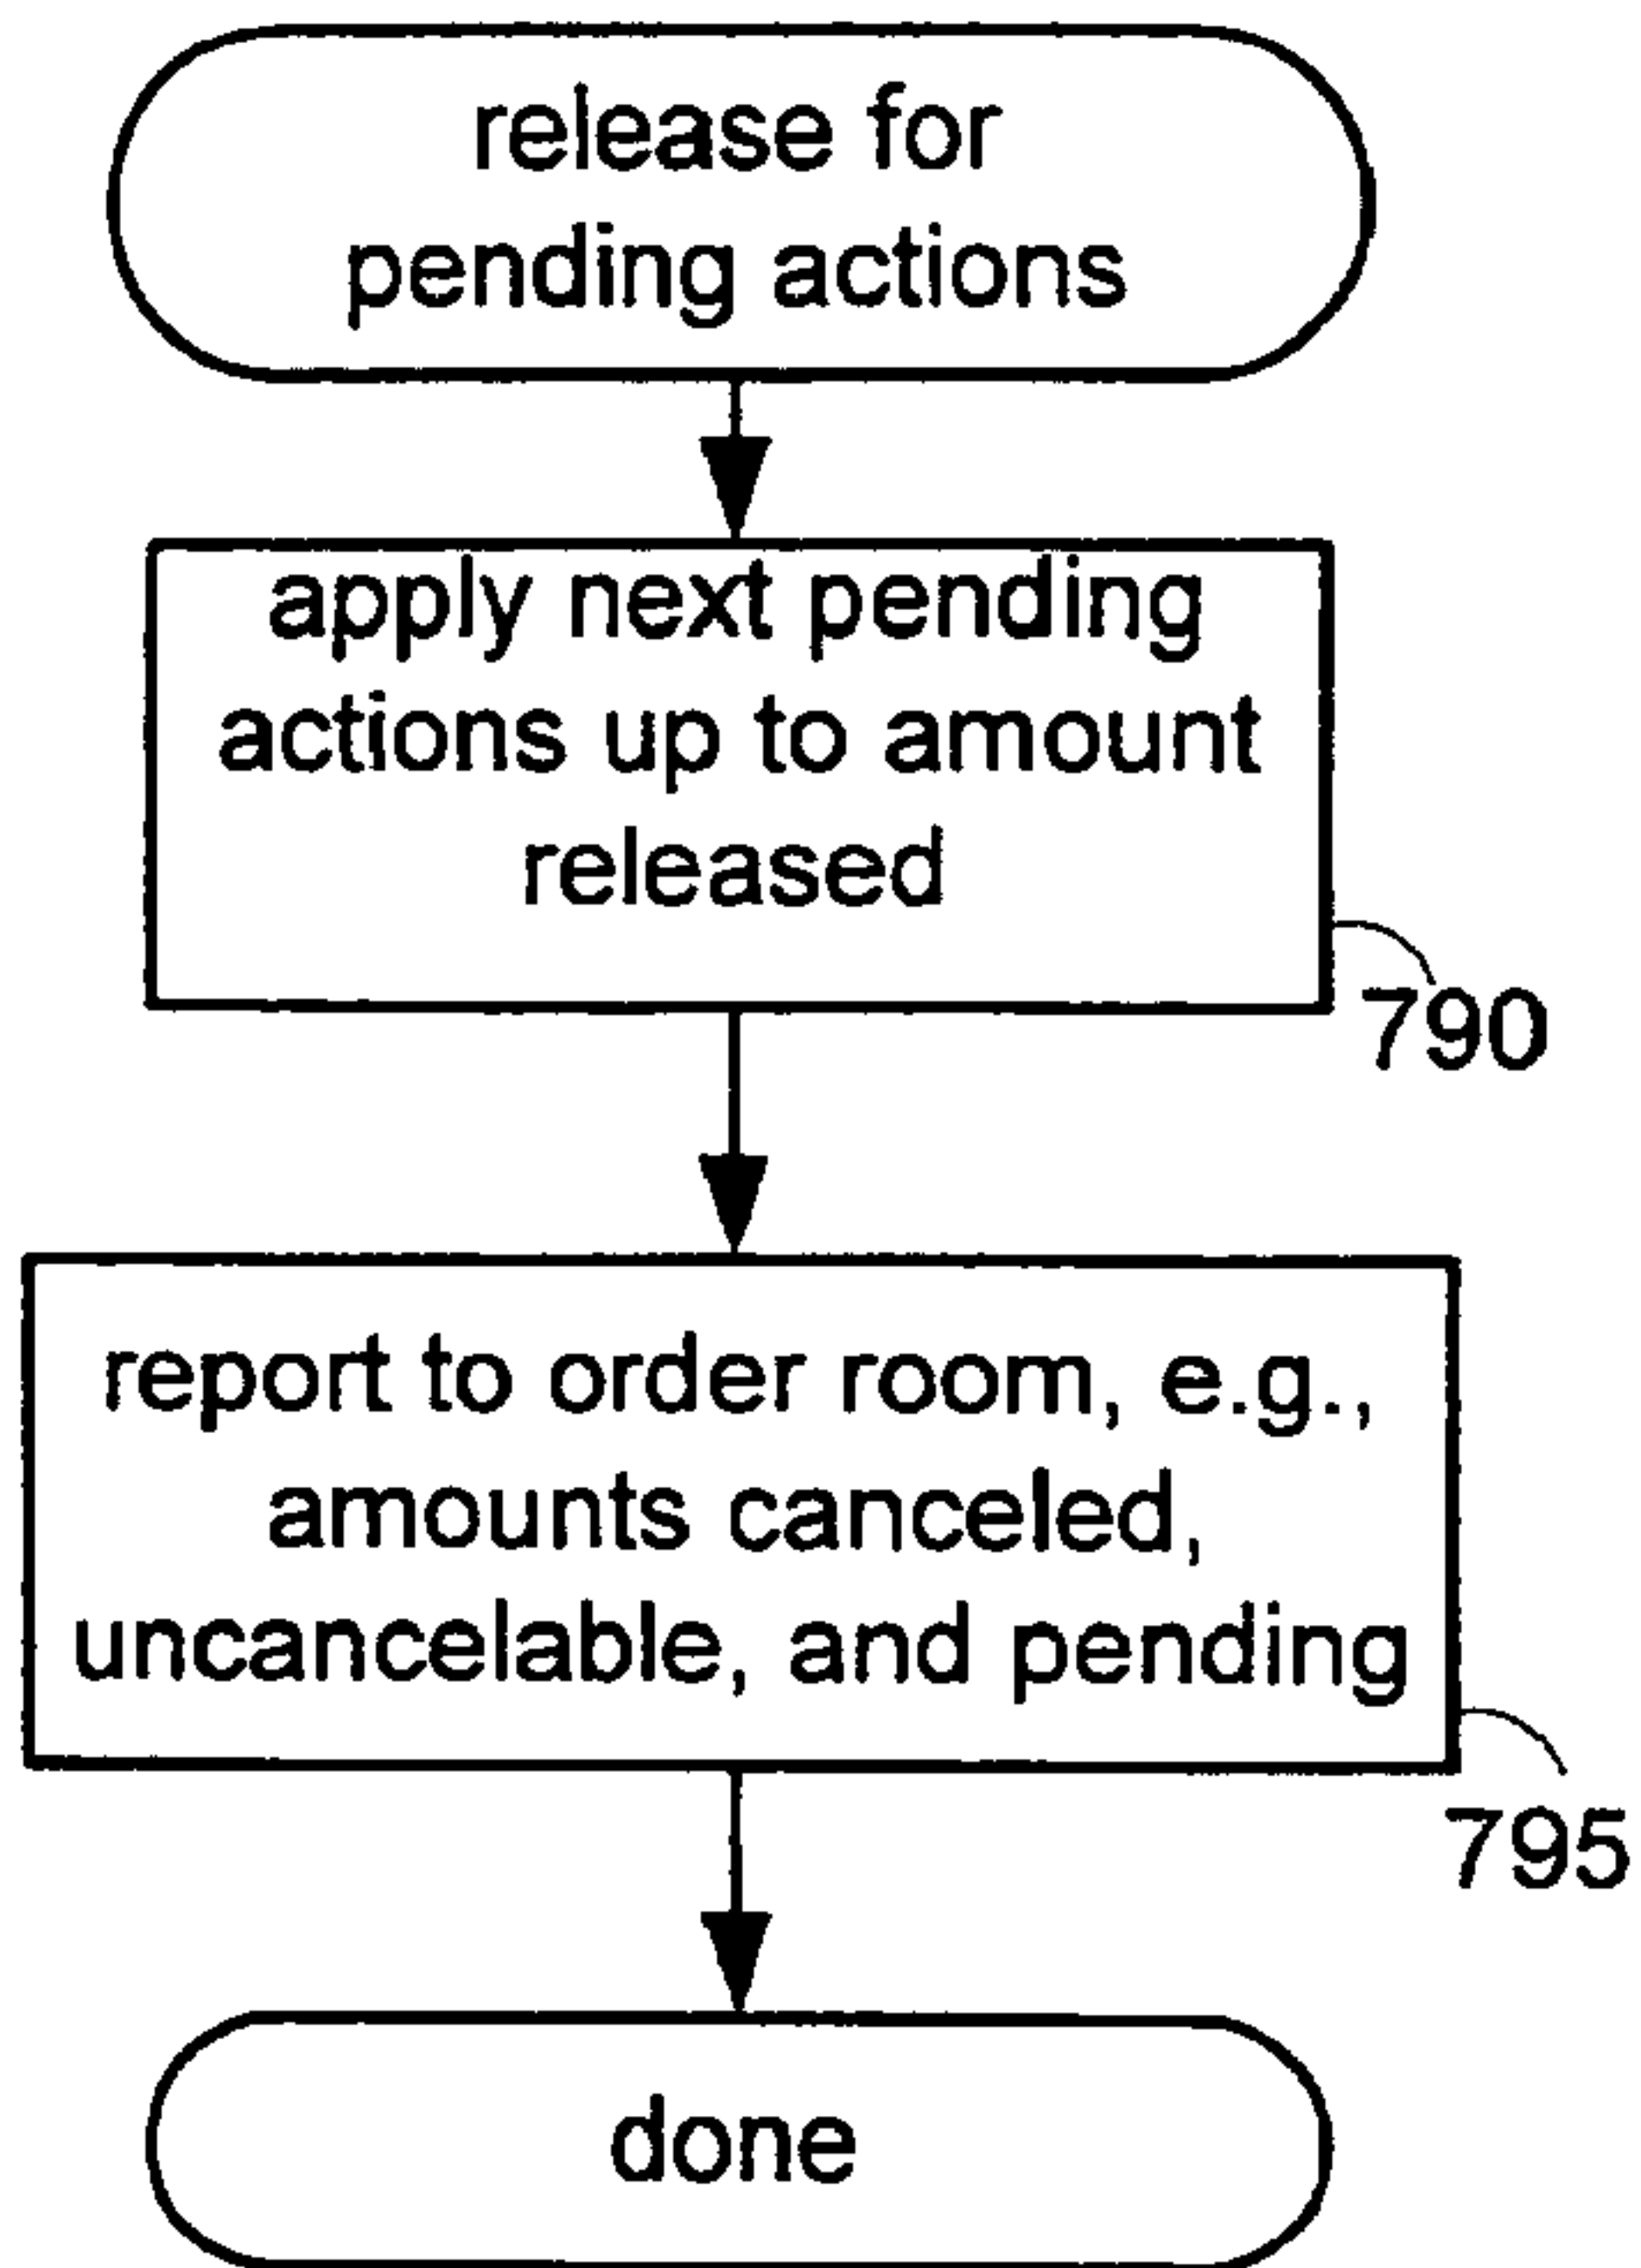 release for
pending actions
apply next pending
actions up to amount
released
790
report to order room, e.g.,
amounts canceled,
uncancelable, and pending
795
done